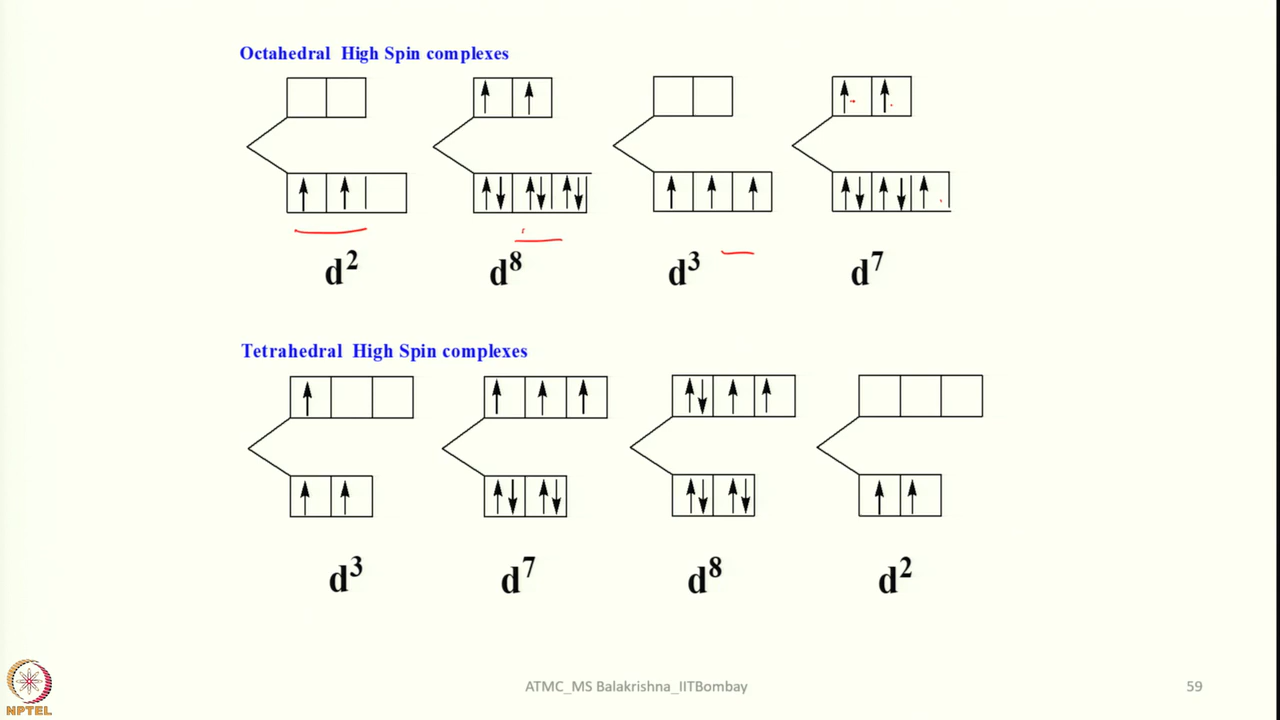 Octahedral High Spin complexes
d2 d8 d3 d7
Tetrahedral High Spin complexes
d3 d7 d8 d2
NPTEL ATMC_MS Balakrishna_IITBombay 59